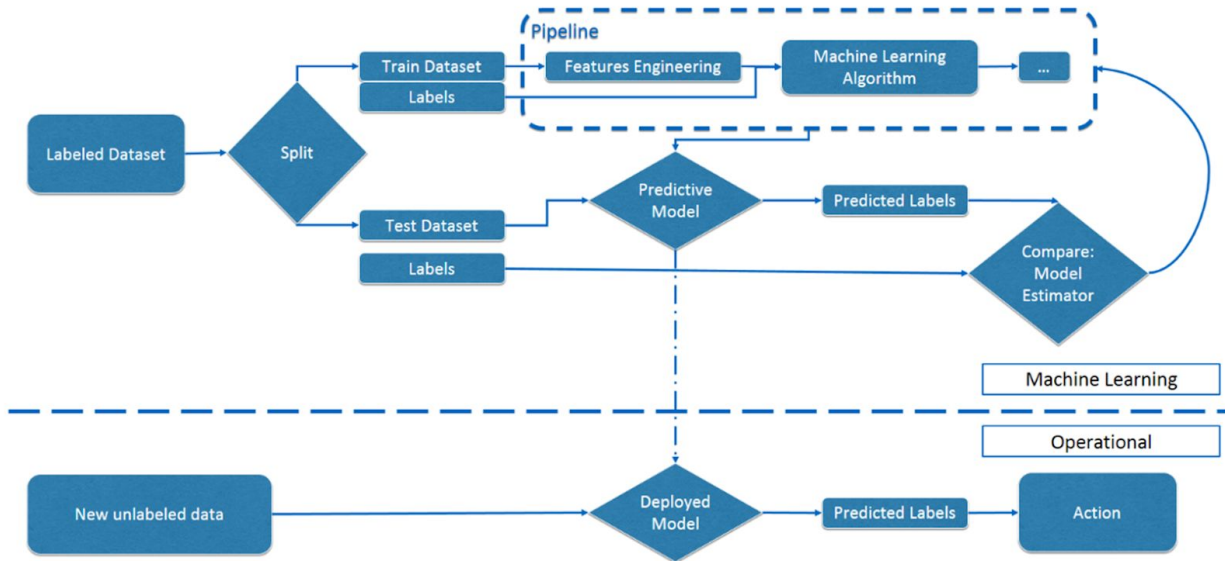 Pipeline
Train Dataset
Features Engineering
Machine Learning
Algorithm
...
Labels
Labeled Dataset
Split
Predictive
Model
Predicted Labels
Test Dataset
Labels
Compare:
Model
Estimator
Machine Learning
Operational
New unlabeled data
Deployed
Model
Predicted Labels
Action